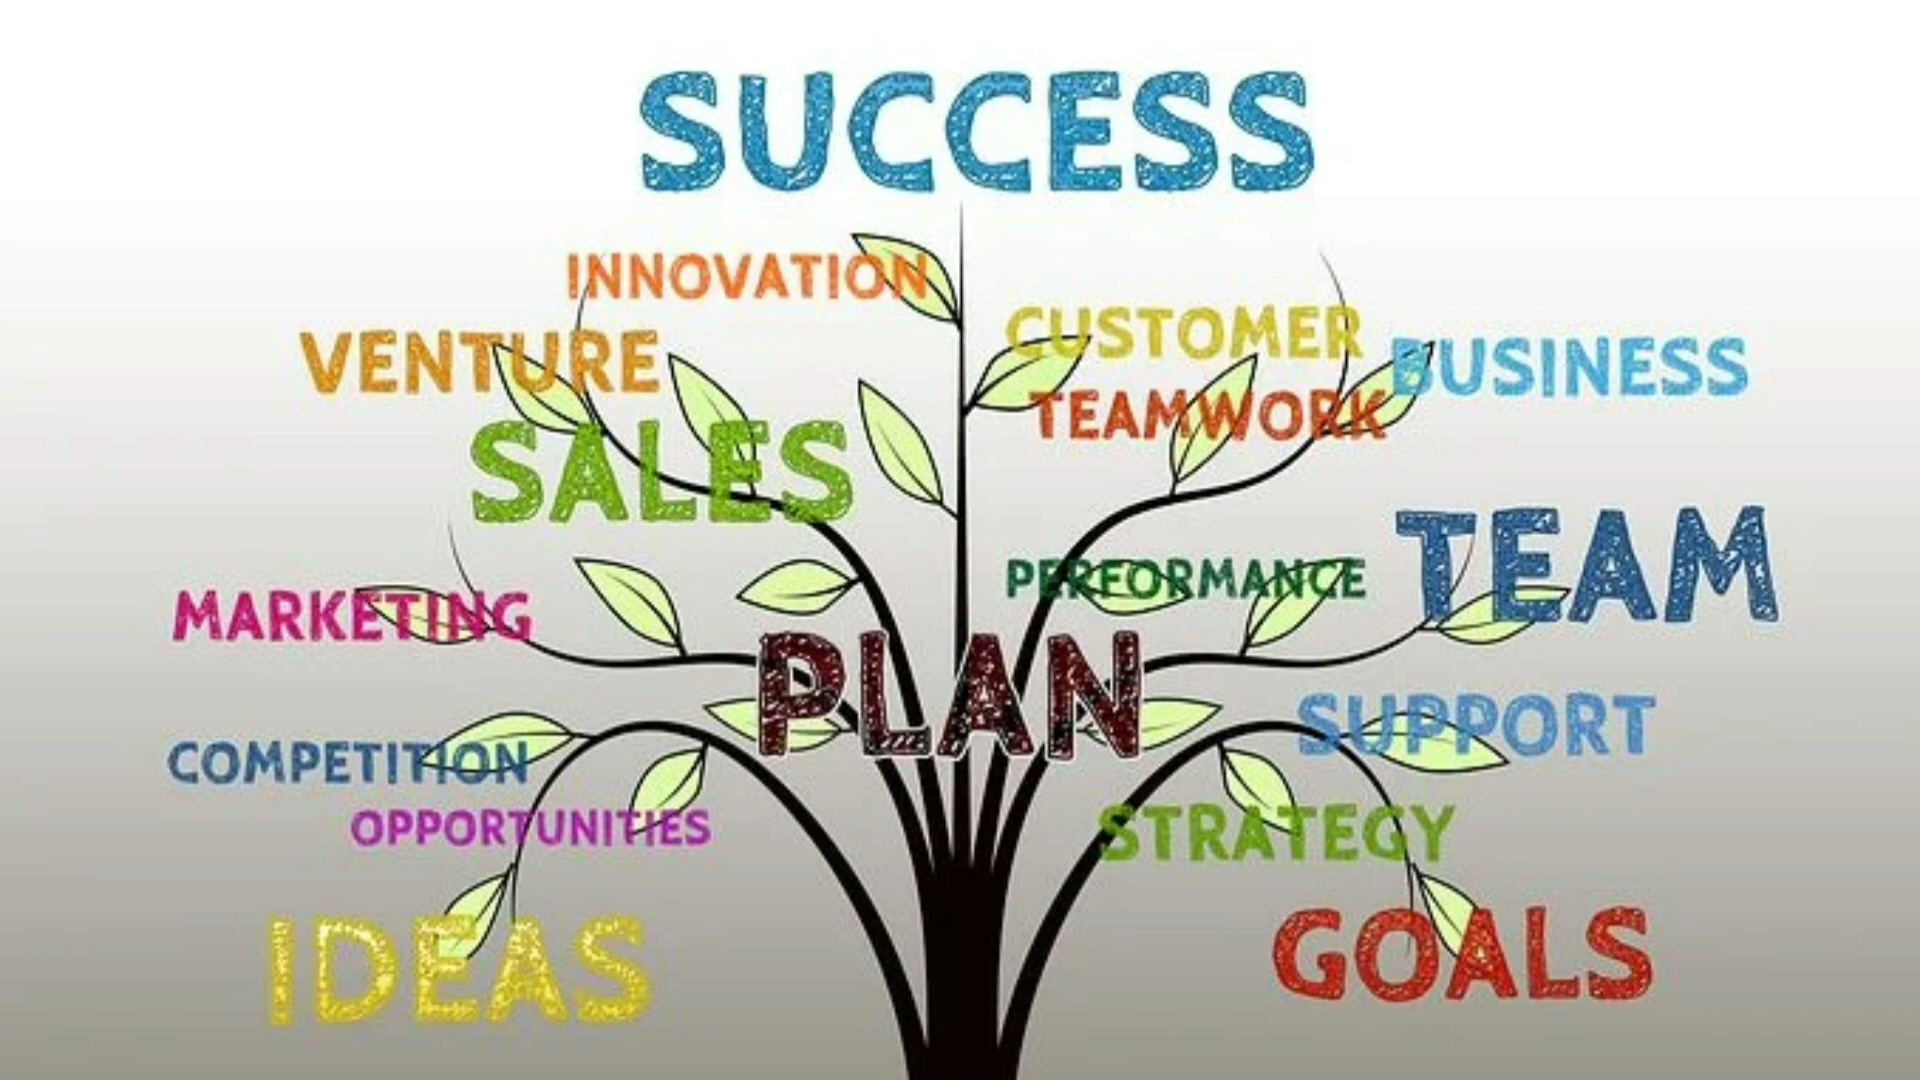 SUCCESS
INNOVATION
CUSTOMER
VENTURE
BUSINESS
TEAMWORK
SALES
TEAM
PERFORMANCE
MARKETING
PLAN
SUPPORT
COMPETITION
OPPORTUNITIES
STRATEGY
IDEAS
GOALS